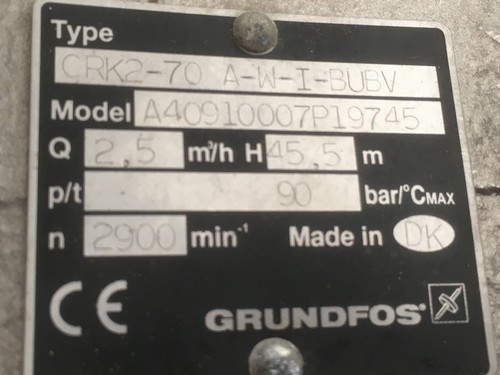 Type
CRK2-70 A-W-I-BUBV
Model A40910007P19745
Q 2,5 m³/h H 45,5 m
p/t 90 bar/°CMAX
n 2900 min⁻¹ Made in DK
CE GRUNDFOS